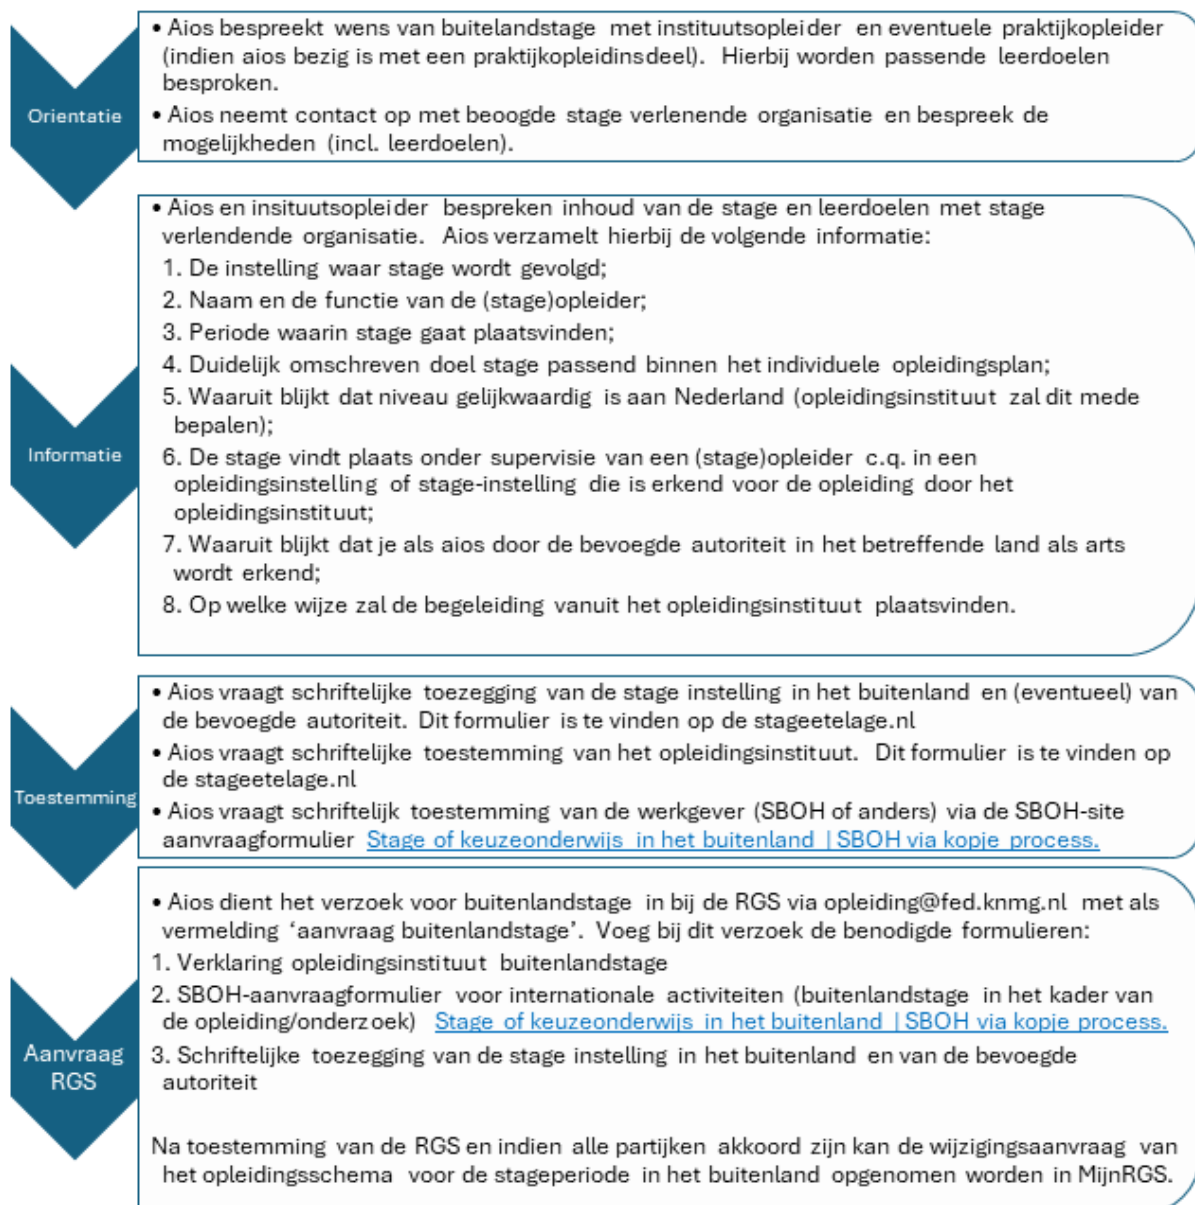 Orientatie
• Aios bespreekt wens van buitelandstage met instituutsopleider en eventuele praktijkopleider
(indien aios bezig is met een praktijkopleidinsdeel). Hierbij worden passende leerdoelen
besproken.
• Aios neemt contact op met beoogde stage verlenende organisatie en bespreek de
mogelijkheden (incl. leerdoelen).
Informatie
• Aios en insituutsopleider bespreken inhoud van de stage en leerdoelen met stage
verlendende organisatie. Aios verzamelt hierbij de volgende informatie:
1. De instelling waar stage wordt gevolgd;
2. Naam en de functie van de (stage)opleider;
3. Periode waarin stage gaat plaatsvinden;
4. Duidelijk omschreven doel stage passend binnen het individuele opleidingsplan;
5. Waaruit blijkt dat niveau gelijkwaardig is aan Nederland (opleidingsinstituut zal dit mede
bepalen);
6. De stage vindt plaats onder supervisie van een (stage)opleider c.q. in een
opleidingsinstelling of stage-instelling die is erkend voor de opleiding door het
opleidingsinstituut;
7. Waaruit blijkt dat je als aios door de bevoegde autoriteit in het betreffende land als arts
wordt erkend;
8. Op welke wijze zal de begeleiding vanuit het opleidingsinstituut plaatsvinden.
Toestemming
• Aios vraagt schriftelijke toezegging van de stage instelling in het buitenland en (eventueel) van
de bevoegde autoriteit. Dit formulier is te vinden op de stageetelage.nl
• Aios vraagt schriftelijke toestemming van het opleidingsinstituut. Dit formulier is te vinden op
de stageetelage.nl
• Aios vraagt schriftelijk toestemming van de werkgever (SBOH of anders) via de SBOH-site
aanvraagformulier Stage of keuzeonderwijs in het buitenland | SBOH via kopje process.
Aanvraag
RGS
• Aios dient het verzoek voor buitenlandstage in bij de RGS via opleiding@fed.knmg.nl met als
vermelding ‘aanvraag buitenlandstage’. Voeg bij dit verzoek de benodigde formulieren:
1. Verklaring opleidingsinstituut buitenlandstage
2. SBOH-aanvraagformulier voor internationale activiteiten (buitenlandstage in het kader van
de opleiding/onderzoek) Stage of keuzeonderwijs in het buitenland | SBOH via kopje process.
3. Schriftelijke toezegging van de stage instelling in het buitenland en van de bevoegde
autoriteit
Na toestemming van de RGS en indien alle partijken akkoord zijn kan de wijzigingsaanvraag van
het opleidingsschema voor de stageperiode in het buitenland opgenomen worden in MijnRGS.